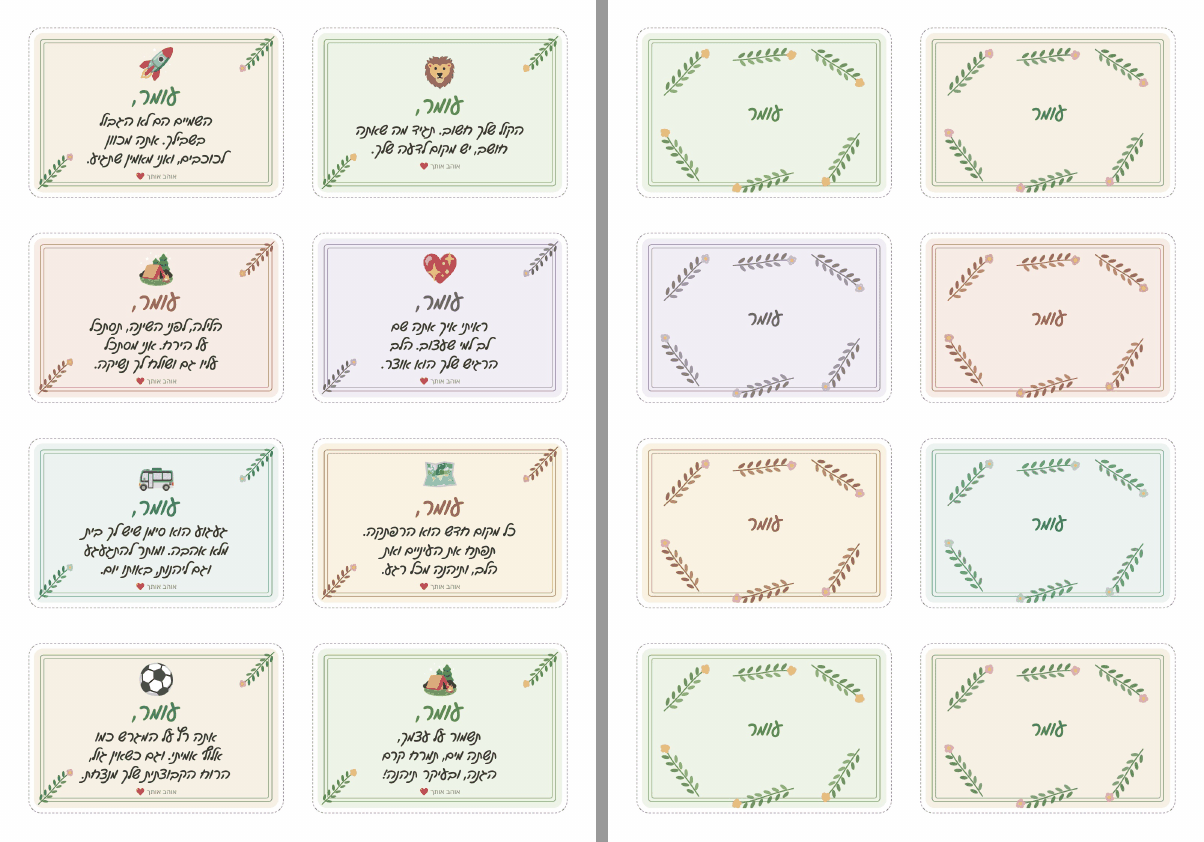 עומר,
השמיים הם לא הגבול
בשבילך. אתה מכוון
לכוכבים, ואני מאמין שתגיע.
אוהב אותך ❤
עומר,
הקול שלך חשוב. תגיד מה שאתה
חושב, יש מקום לדעה שלך.
אוהב אותך ❤
עומר,
הלילה, לפני השינה, תסתכל
על הירח. אני מסתכל
עליו גם ושולח לך נשיקה.
אוהב אותך ❤
עומר,
ראיתי איך אתה שם
לב למי שעצוב. הלב
הרגיש שלך הוא אוצר.
אוהב אותך ❤
עומר,
געגוע הוא סימן שיש לך בית
מלא אהבה. ומותר להתגעגע
וגם ליהנות, באותו יום.
אוהב אותך ❤
עומר,
כל מקום חדש הוא הרפתקה.
תפתח את העיניים ואת
הלב, ותיהנה מכל רגע.
אוהב אותך ❤
עומר,
אתה רץ על המגרש כמו
אלוף אמיתי. וגם כשאין גול,
הרוח הקבוצתית שלך מנצחת.
אוהב אותך ❤
עומר,
תשמור על עצמך,
תשתה מים, תמרח קרם
הגנה, ובעיקר תיהנה!
אוהב אותך ❤
עומר
עומר
עומר
עומר
עומר
עומר
עומר
עומר